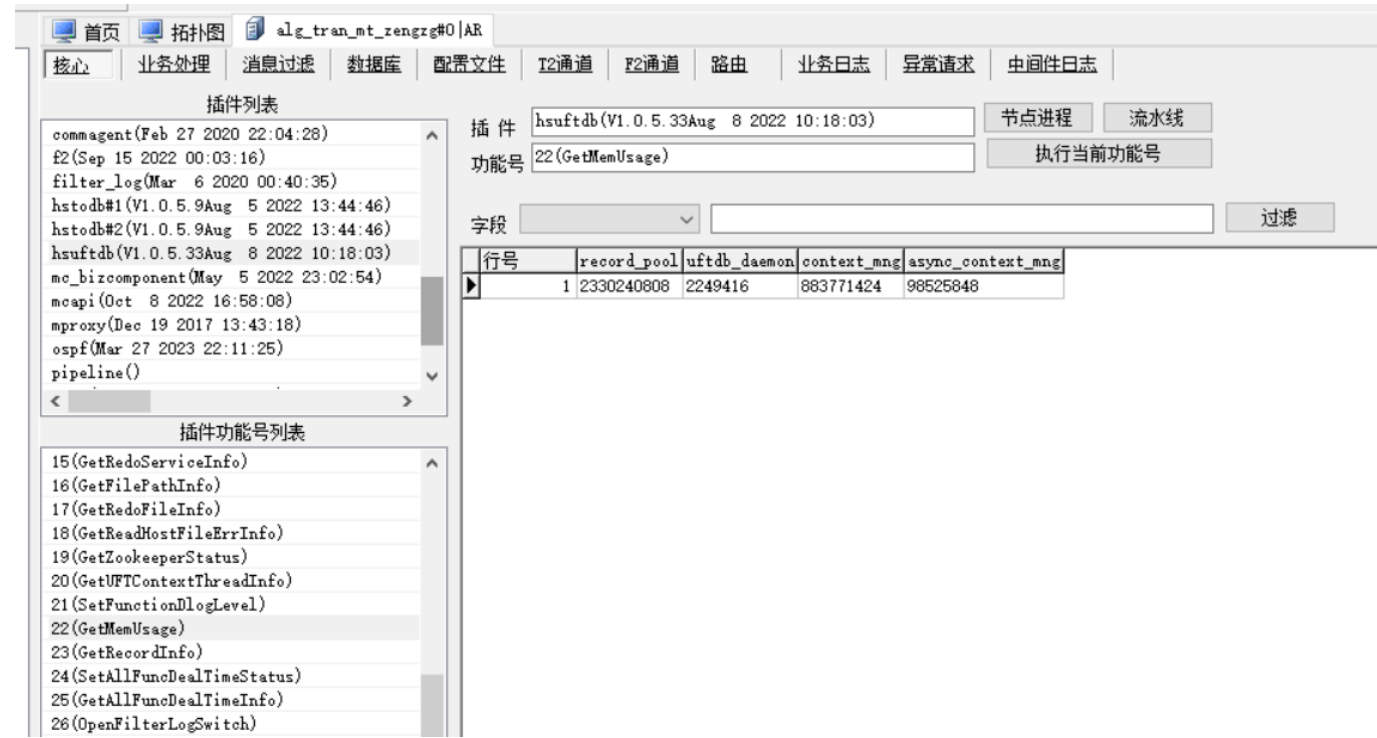 首页 拓扑图 alg_tran_mt_zengzg#0|AR
核心 业务处理 消息过滤 数据库 配置文件 T2通道 F2通道 路由 业务日志 异常请求 中间件日志
插件列表
commagent(Feb 27 2020 22:04:28)
f2(Sep 15 2022 00:03:16)
filter_log(Mar  6 2020 00:40:35)
hstodb#1(V1.0.5.9Aug  5 2022 13:44:46)
hstodb#2(V1.0.5.9Aug  5 2022 13:44:46)
hsuftdb(V1.0.5.33Aug  8 2022 10:18:03)
mc_bizcomponent(May  5 2022 23:02:54)
mcapi(Oct  8 2022 16:58:08)
mproxy(Dec 19 2017 13:43:18)
ospf(Mar 27 2023 22:11:25)
pipeline()
插件功能号列表
15(GetRedoServiceInfo)
16(GetFilePathInfo)
17(GetRedoFileInfo)
18(GetReadHostFileErrInfo)
19(GetZookeeperStatus)
20(GetUFTContextThreadInfo)
21(SetFunctionDlogLevel)
22(GetMemUsage)
23(GetRecordInfo)
24(SetAllFuncDealTimeStatus)
25(GetAllFuncDealTimeInfo)
26(OpenFilterLogSwitch)
插件 hsuftdb(V1.0.5.33Aug  8 2022 10:18:03) 节点进程 流水线
功能号 22(GetMemUsage) 执行当前功能号
字段 过滤
行号 record_pool uftdb_daemon context_mng async_context_mng
1 2330240808 2249416 883771424 98525848